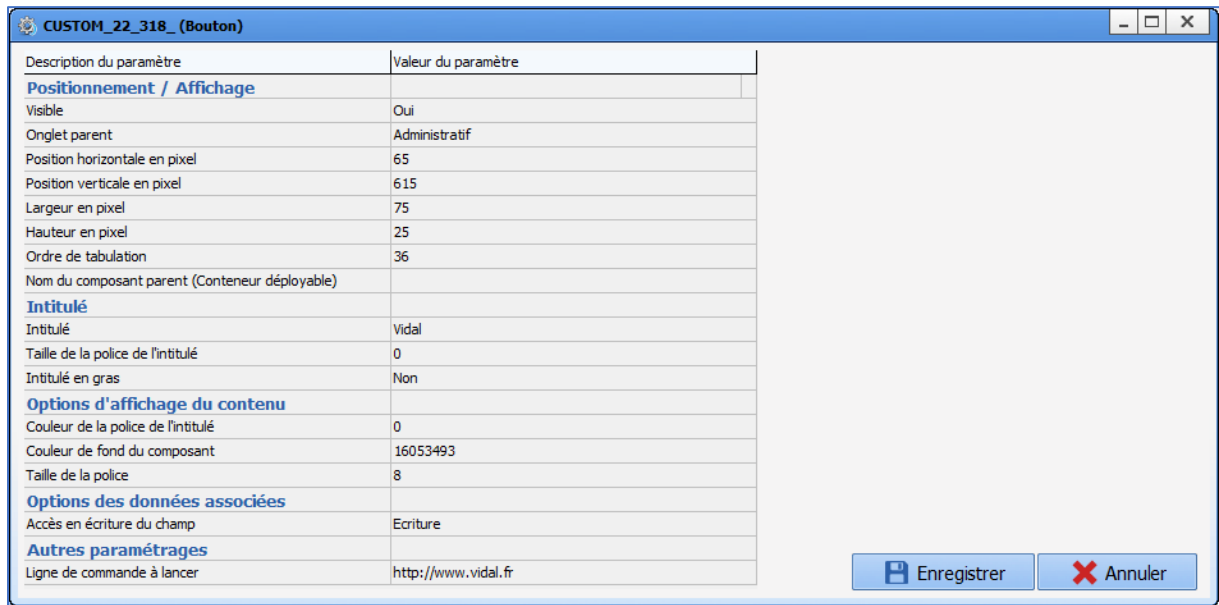 CUSTOM_22_318_ (Bouton)
Description du paramètre Valeur du paramètre
Positionnement / Affichage
Visible Oui
Onglet parent Administratif
Position horizontale en pixel 65
Position verticale en pixel 615
Largeur en pixel 75
Hauteur en pixel 25
Ordre de tabulation 36
Nom du composant parent (Conteneur déployable)
Intitulé
Intitulé Vidal
Taille de la police de l'intitulé 0
Intitulé en gras Non
Options d'affichage du contenu
Couleur de la police de l'intitulé 0
Couleur de fond du composant 16053493
Taille de la police 8
Options des données associées
Accès en écriture du champ Ecriture
Autres paramétrages
Ligne de commande à lancer http://www.vidal.fr
Enregistrer Annuler